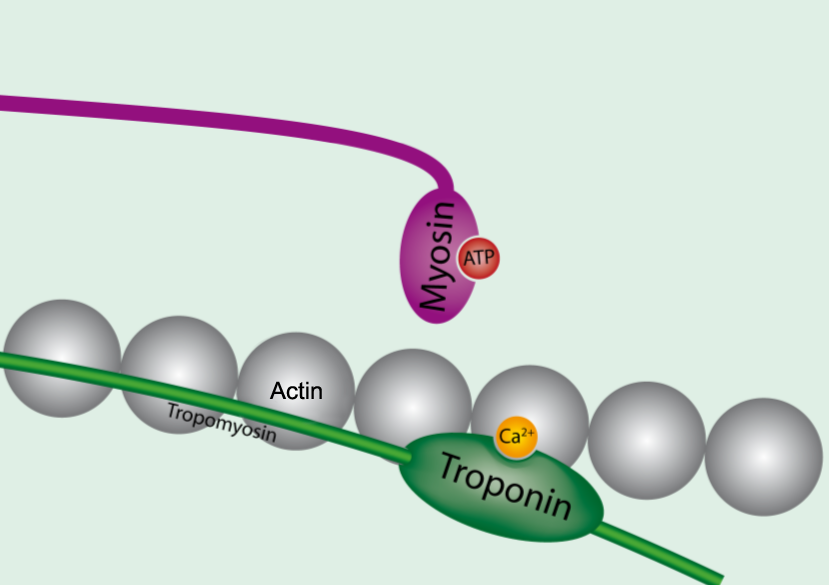 Myosin
ATP
Actin
Tropomyosin
Ca²⁺
Troponin